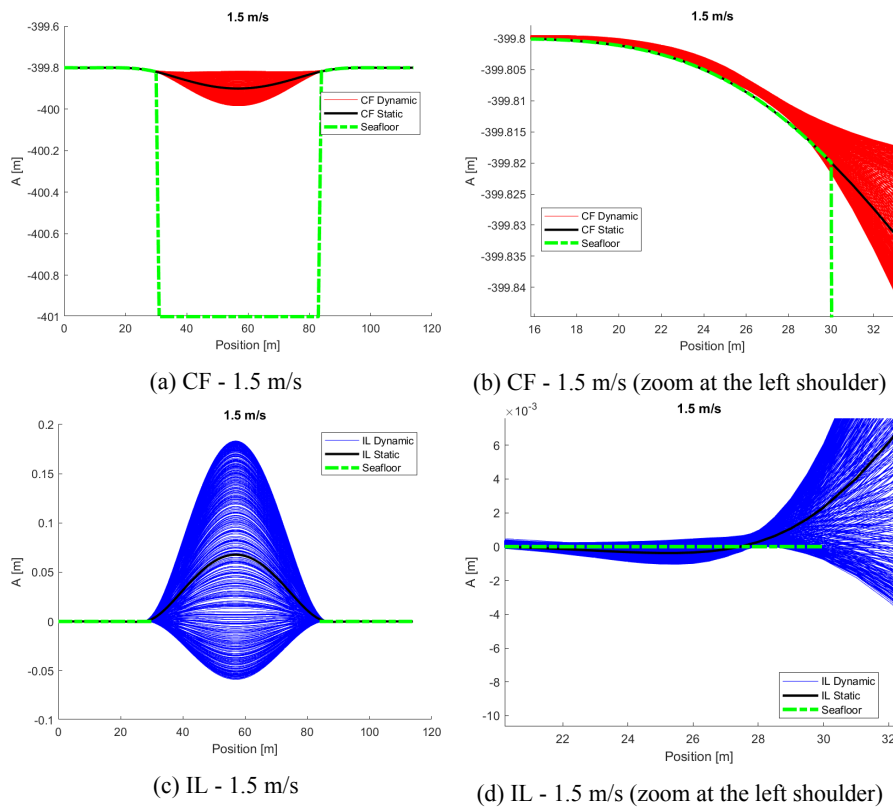 1.5 m/s
-399.6
-399.8
-400
-400.2
-400.4
-400.6
-400.8
-401
A [m]
CF Dynamic
CF Static
Seafloor
0 20 40 60 80 100 120
Position [m]
(a) CF - 1.5 m/s
1.5 m/s
-399.8
-399.805
-399.81
-399.815
-399.82
-399.825
-399.83
-399.835
-399.84
A [m]
CF Dynamic
CF Static
Seafloor
16 18 20 22 24 26 28 30 32
Position [m]
(b) CF - 1.5 m/s (zoom at the left shoulder)
1.5 m/s
0.2
0.15
0.1
0.05
0
-0.05
-0.1
A [m]
IL Dynamic
IL Static
Seafloor
0 20 40 60 80 100 120
Position [m]
(c) IL - 1.5 m/s
× 10⁻³
1.5 m/s
6
4
2
0
-2
-4
-6
-8
-10
A [m]
IL Dynamic
IL Static
Seafloor
22 24 26 28 30 32
Position [m]
(d) IL - 1.5 m/s (zoom at the left shoulder)